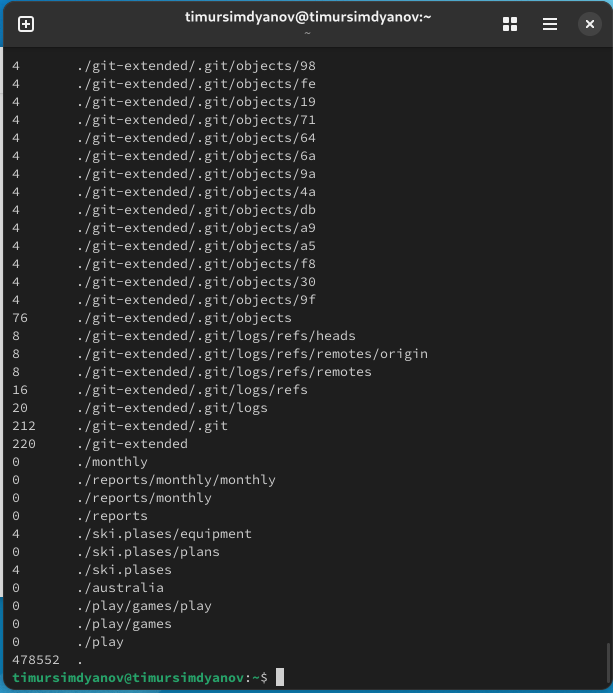 timursimdyanov@timursimdyanov:~
~
4 ./git-extended/.git/objects/98
4 ./git-extended/.git/objects/fe
4 ./git-extended/.git/objects/19
4 ./git-extended/.git/objects/71
4 ./git-extended/.git/objects/64
4 ./git-extended/.git/objects/6a
4 ./git-extended/.git/objects/9a
4 ./git-extended/.git/objects/4a
4 ./git-extended/.git/objects/db
4 ./git-extended/.git/objects/a9
4 ./git-extended/.git/objects/a5
4 ./git-extended/.git/objects/f8
4 ./git-extended/.git/objects/30
4 ./git-extended/.git/objects/9f
76 ./git-extended/.git/objects
8 ./git-extended/.git/logs/refs/heads
8 ./git-extended/.git/logs/refs/remotes/origin
8 ./git-extended/.git/logs/refs/remotes
16 ./git-extended/.git/logs/refs
20 ./git-extended/.git/logs
212 ./git-extended/.git
220 ./git-extended
0 ./monthly
0 ./reports/monthly/monthly
0 ./reports/monthly
0 ./reports
4 ./ski.plases/equipment
0 ./ski.plases/plans
4 ./ski.plases
0 ./australia
0 ./play/games/play
0 ./play/games
0 ./play
478552 .
timursimdyanov@timursimdyanov:~$